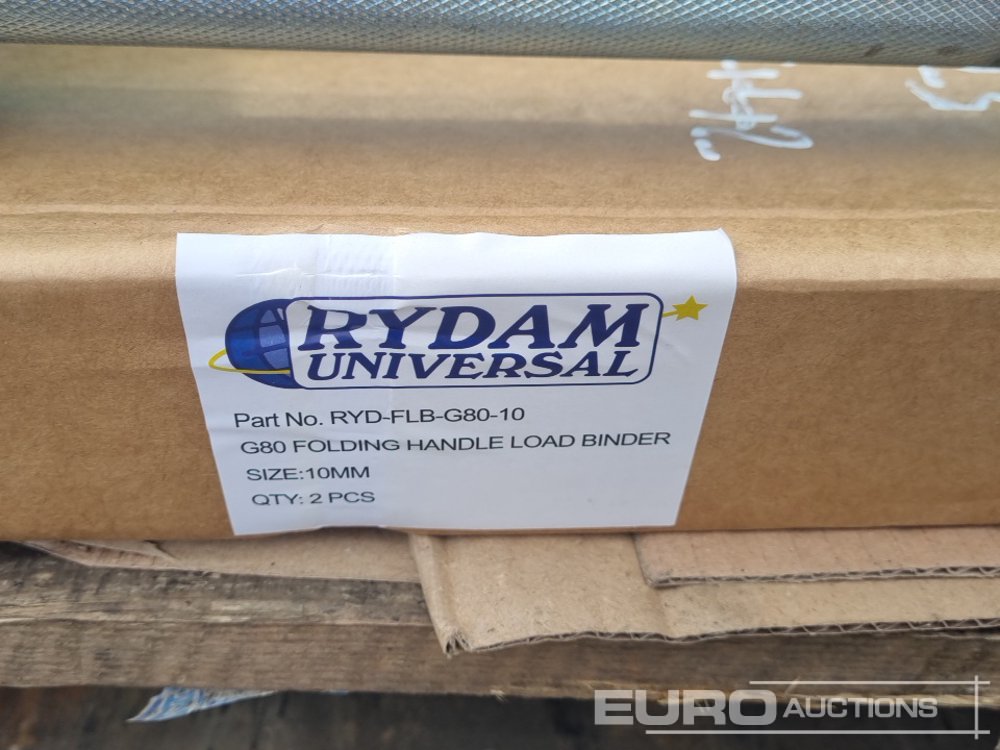 RYDAM
UNIVERSAL
Part No. RYD-FLB-G80-10
G80 FOLDING HANDLE LOAD BINDER
SIZE:10MM
QTY: 2 PCS
EURO AUCTIONS